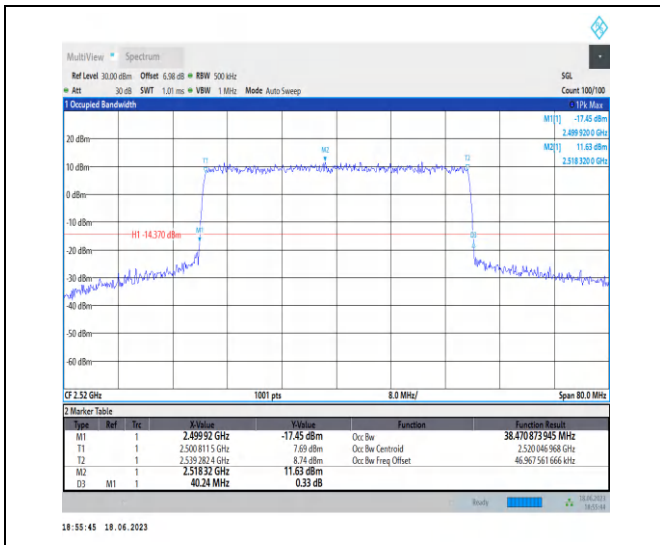 MultiView Spectrum
Ref Level 30.00 dBm Offset 6.98 dB RBW 500 kHz SGL
Att 30 dB SWT 1.01 ms VBW 1 MHz Mode Auto Sweep Count 100/100
1 Occupied Bandwidth 1Pk Max
M1[1] -17.45 dBm
2.499 920 0 GHz
20 dBm
M2[1] 11.63 dBm
M2
2.518 320 0 GHz
T1 T2
10 dBm
0 dBm
-10 dBm
H1 -14.370 dBm M1
D3
-20 dBm
-30 dBm
-40 dBm
-50 dBm
-60 dBm
CF 2.52 GHz 1001 pts 8.0 MHz/ Span 80.0 MHz
2 Marker Table
Type Ref Trc X-Value Y-Value Function Function Result
M1 1 2.49992 GHz -17.45 dBm Occ Bw 38.470 873 945 MHz
T1 1 2.500 811 5 GHz 7.69 dBm Occ Bw Centroid 2.520 046 968 GHz
T2 1 2.539 282 4 GHz 8.74 dBm Occ Bw Freq Offset 46.967 561 666 kHz
M2 1 2.51832 GHz 11.63 dBm
D3 M1 1 40.24 MHz 0.33 dB
Ready 18.06.2023
18:55:44
18:55:45 18.06.2023